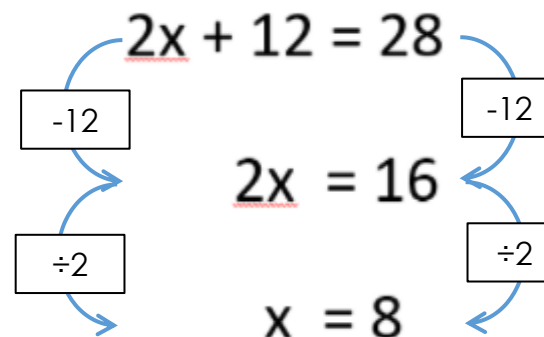 2x + 12 = 28
-12 -12
2x = 16
÷2 ÷2
x = 8